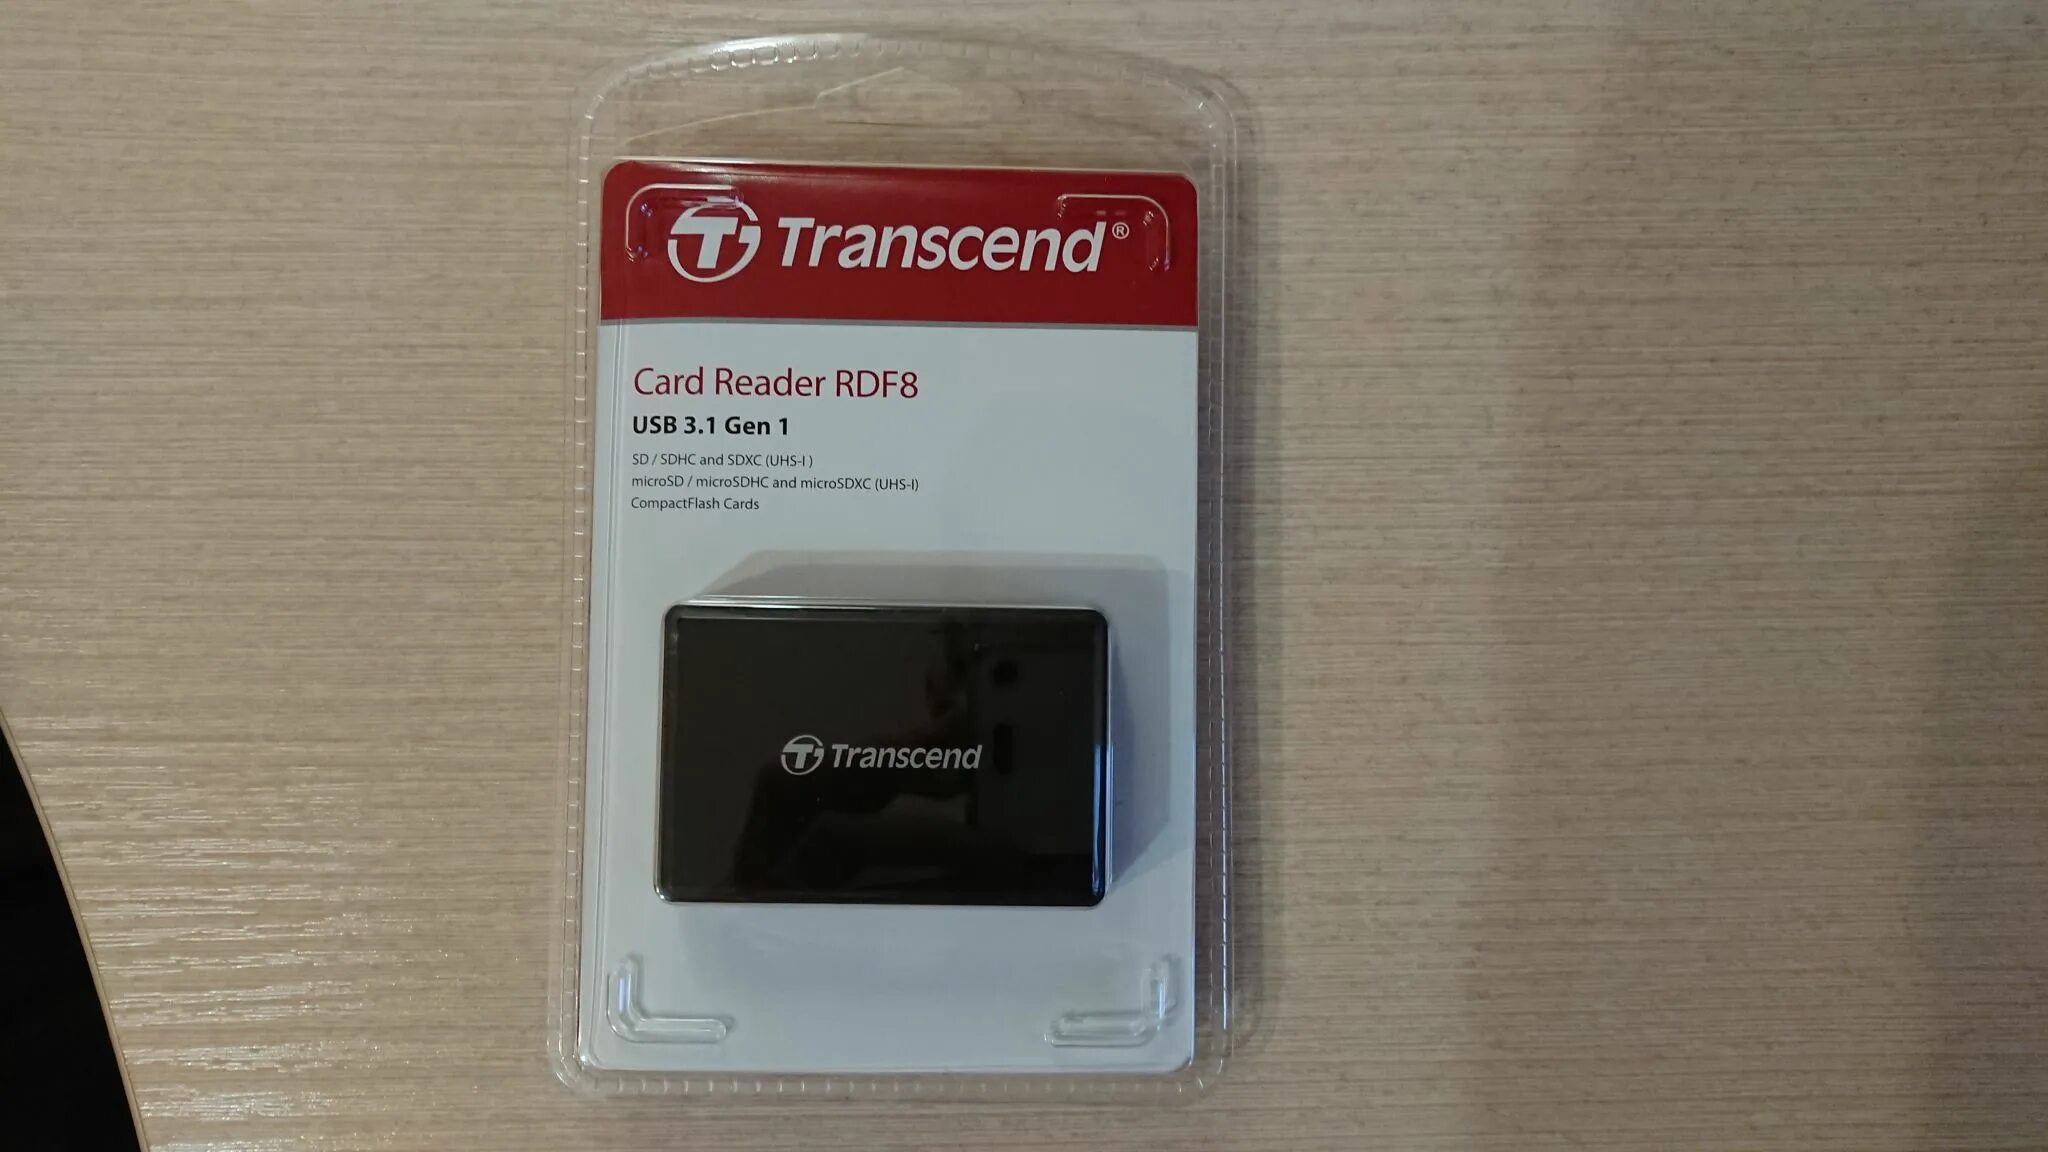 Transcend®
Card Reader RDF8
USB 3.1 Gen 1
SD / SDHC and SDXC (UHS-I )
microSD / microSDHC and microSDXC (UHS-I)
CompactFlash Cards
Transcend